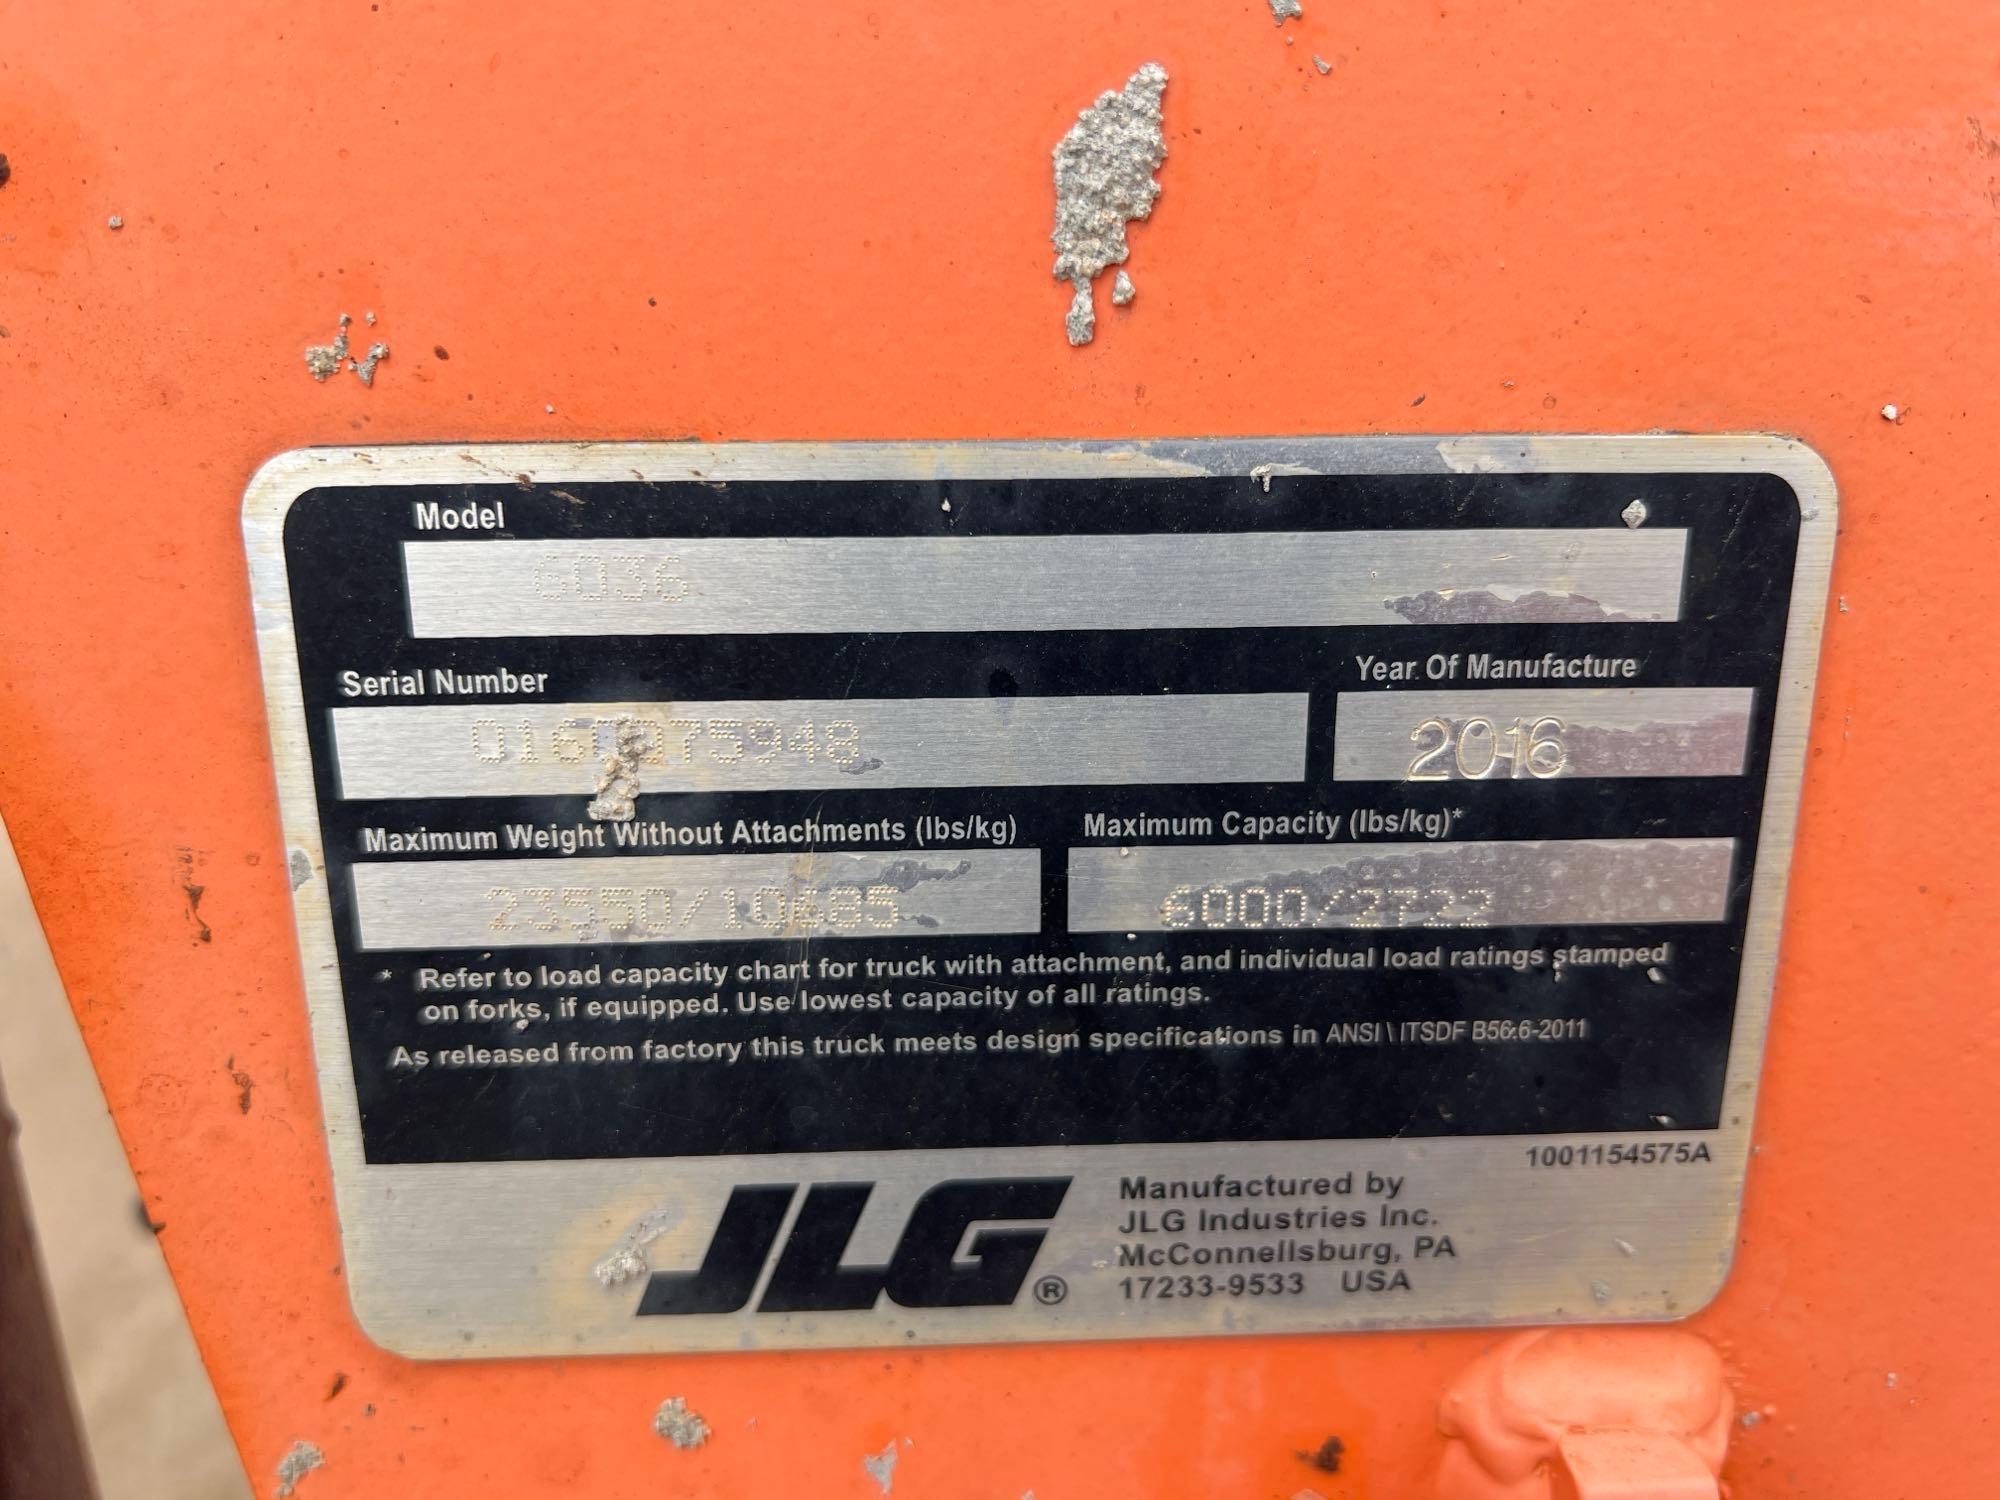 Model
6036
Serial Number
0160075948
Year Of Manufacture
2016
Maximum Weight Without Attachments (lbs/kg)
23550/10685
Maximum Capacity (lbs/kg)*
6000/2722
* Refer to load capacity chart for truck with attachment, and individual load ratings stamped
on forks, if equipped. Use lowest capacity of all ratings.
As released from factory this truck meets design specifications in ANSI \ ITSDF B56.6-2011
1001154575A
JLG®
Manufactured by
JLG Industries Inc.
McConnellsburg, PA
17233-9533 USA